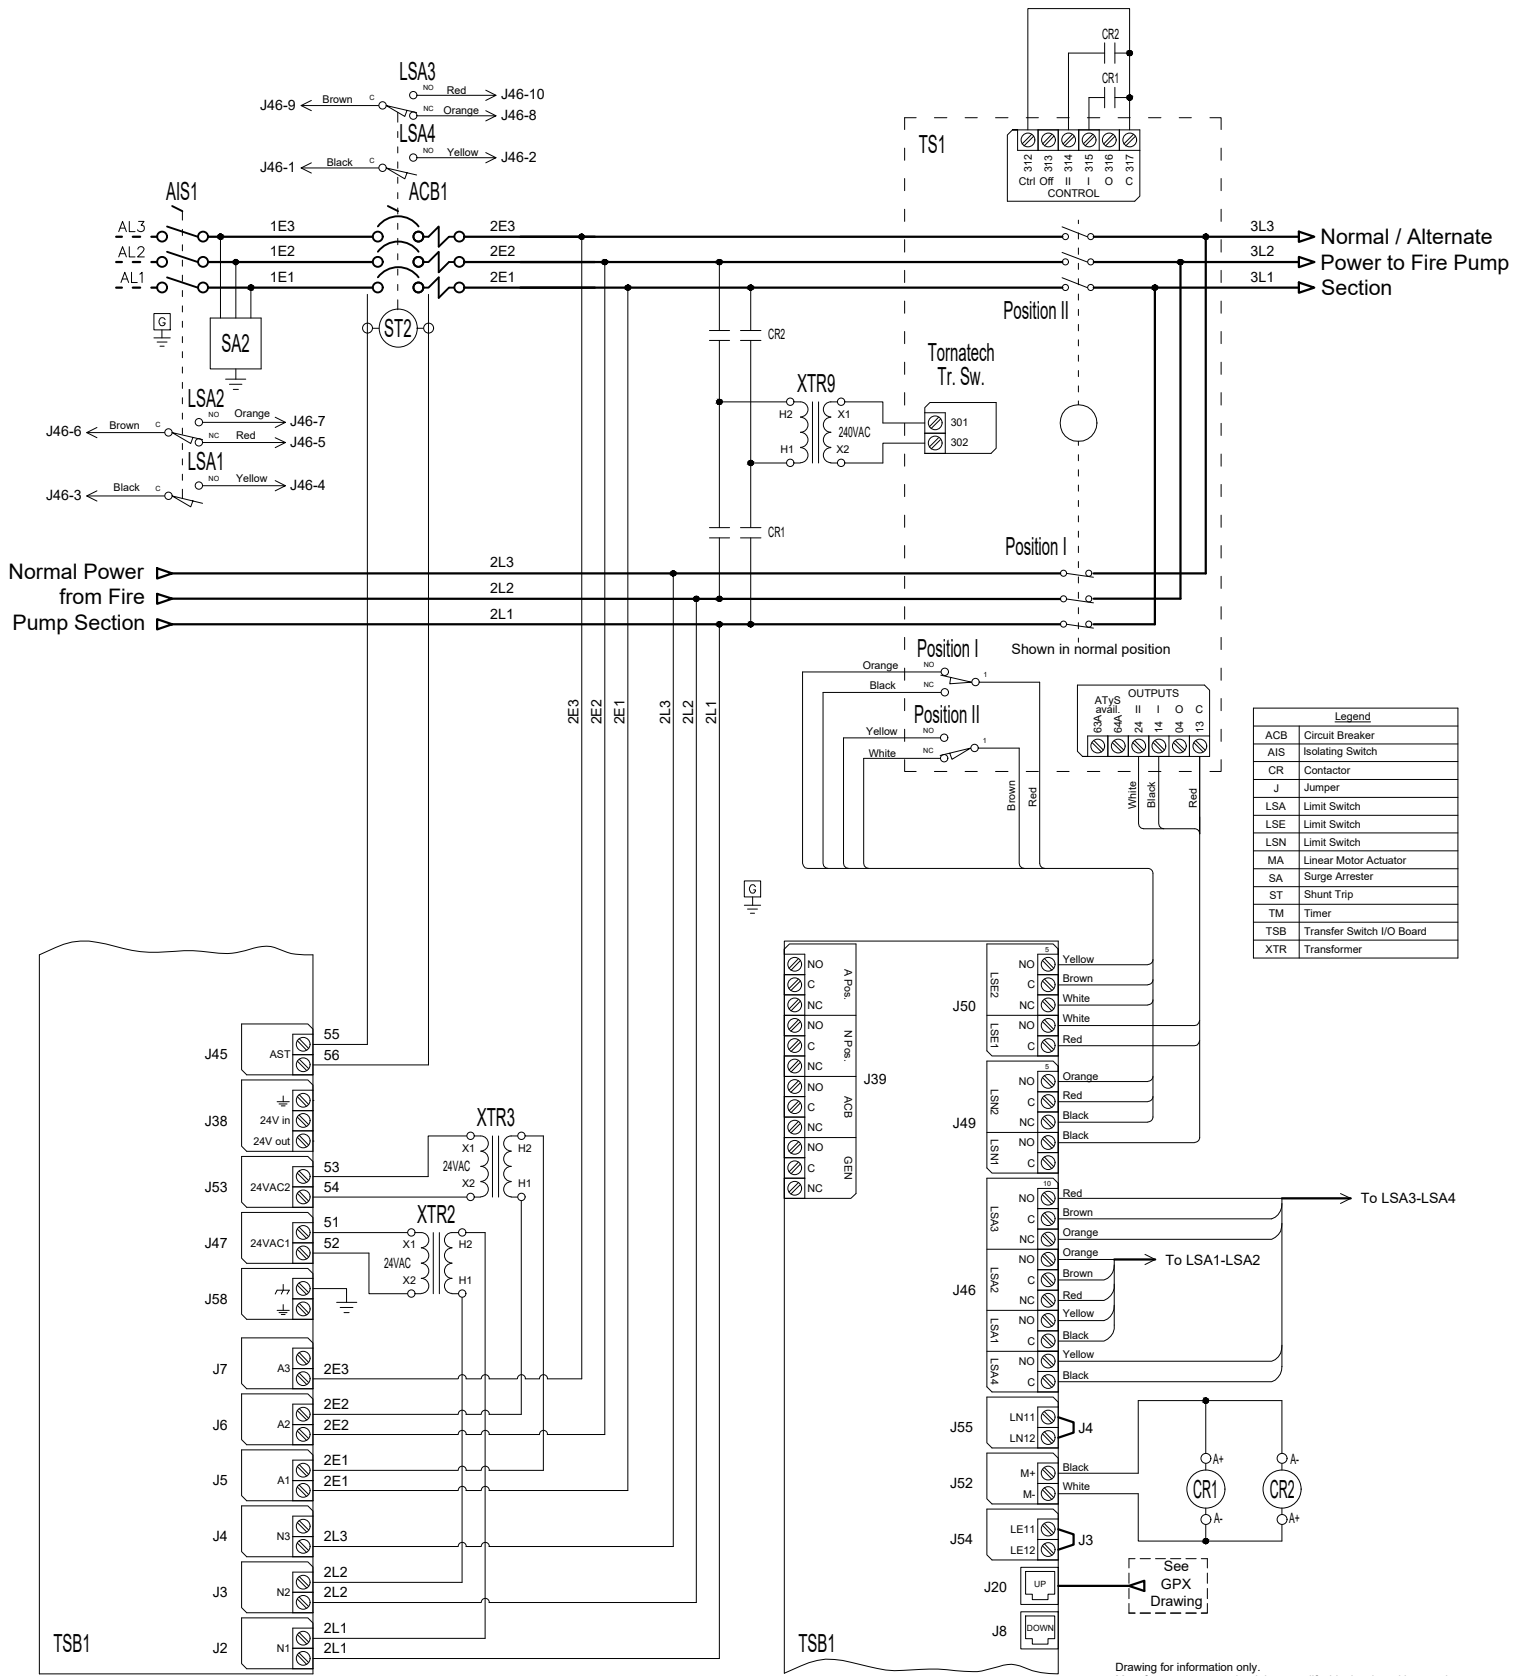 CR2
CR1
TS1
312 313 314 315 316 317
Ctrl Off II I O C
CONTROL
LSA3
J46-9 Brown C NO Red J46-10
NC Orange J46-8
LSA4
J46-1 Black C NO Yellow J46-2
AIS1
ACB1
AL3 1E3 2E3 3L3 Normal / Alternate
AL2 1E2 2E2 3L2 Power to Fire Pump
AL1 1E1 2E1 3L1 Section
Position II
G
SA2
ST2
CR2
Tornatech
Tr. Sw.
XTR9
H2 X1
240VAC
H1 X2
301
302
LSA2
J46-6 Brown C NO Orange J46-7
NC Red J46-5
LSA1
J46-3 Black C NO Yellow J46-4
CR1
Position I
Normal Power 2L3
from Fire 2L2
Pump Section 2L1
Shown in normal position
Position I
Orange NO 1
Black NC
Position II
Yellow NO 1
White NC
Brown Red
2E3 2E2 2E1 2L3 2L2 2L1
OUTPUTS
ATyS
avail. II I O C
63A 64A 24 14 04 13
White Black Red
Legend
ACB Circuit Breaker
AIS Isolating Switch
CR Contactor
J Jumper
LSA Limit Switch
LSE Limit Switch
LSN Limit Switch
MA Linear Motor Actuator
SA Surge Arrester
ST Shunt Trip
TM Timer
TSB Transfer Switch I/O Board
XTR Transformer
G
J45 AST 55
56
J38
24V in
24V out
J53 24VAC2 53
54
XTR3
X1 H2
24VAC
X2 H1
J47 24VAC1 51
52
XTR2
X1 H2
24VAC
X2 H1
J58
J7 A3 2E3
J6 A2 2E2
2E2
J5 A1 2E1
2E1
J4 N3 2L3
J3 N2 2L2
2L2
J2 N1 2L1
2L1
TSB1
J39
A Pos. NO
C
NC
N Pos. NO
C
NC
ACB NO
C
NC
GEN NO
C
NC
J50
5
LSE2 NO Yellow
C Brown
NC White
LSE1 NO White
C Red
J49
5
LSN2 NO Orange
C Red
NC Black
LSN1 NO Black
C
J46
10
LSA3 NO Red
C Brown
NC Orange
To LSA3-LSA4
LSA2 NO Orange
C Brown
NC Red
To LSA1-LSA2
LSA1 NO Yellow
C Black
LSA4 NO Yellow
C Black
J55 LN11
LN12
J4
J52 M+ Black
M- White
A+ CR1 A-
A- CR2 A+
J54 LE11
LE12
J3
J20 UP
See
GPX
Drawing
J8 DOWN
TSB1
Drawing for information only.